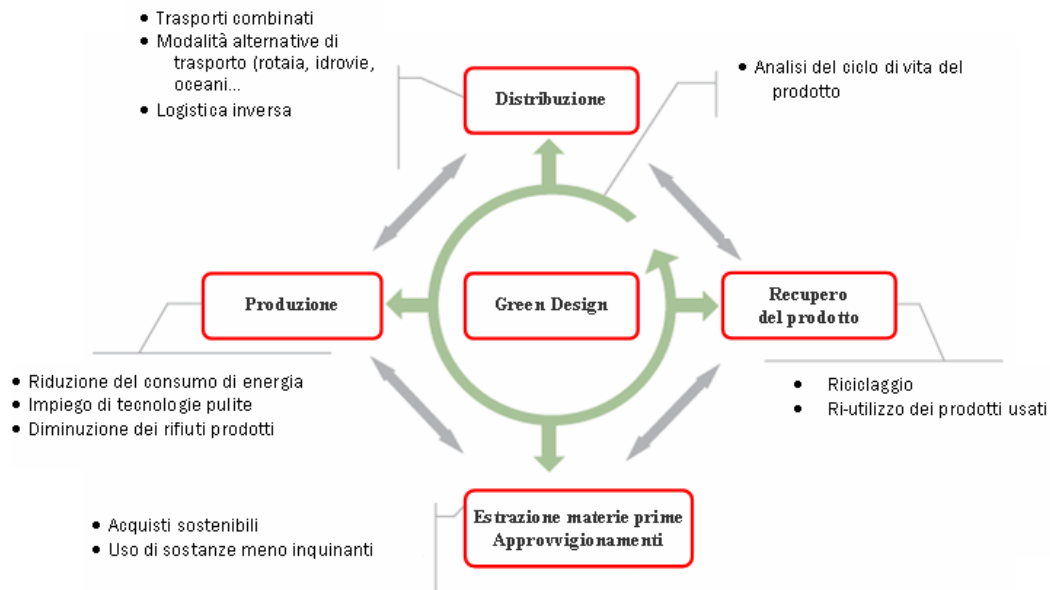 • Trasporti combinati
• Modalità alternative di
trasporto (rotaia, idrovie,
oceani...
• Logistica inversa
Distribuzione
• Analisi del ciclo di vita del
prodotto
Produzione
Green Design
Recupero
del prodotto
• Riduzione del consumo di energia
• Impiego di tecnologie pulite
• Diminuzione dei rifiuti prodotti
• Riciclaggio
• Ri-utilizzo dei prodotti usati
Estrazione materie prime
Approvvigionamenti
• Acquisti sostenibili
• Uso di sostanze meno inquinanti